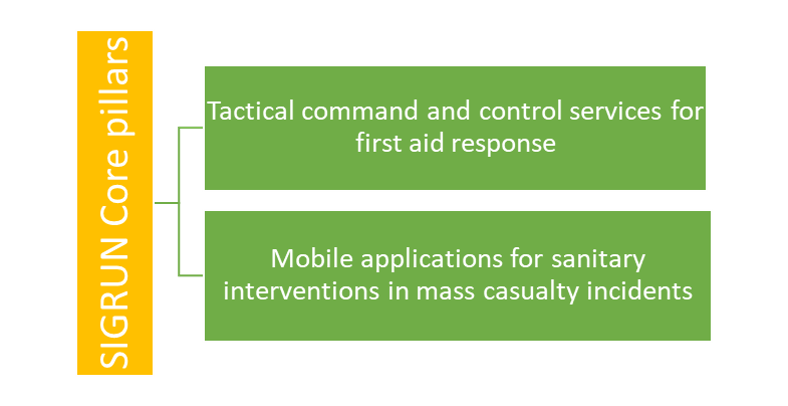 SIGRUN Core pillars
Tactical command and control services for
first aid response
Mobile applications for sanitary
interventions in mass casualty incidents